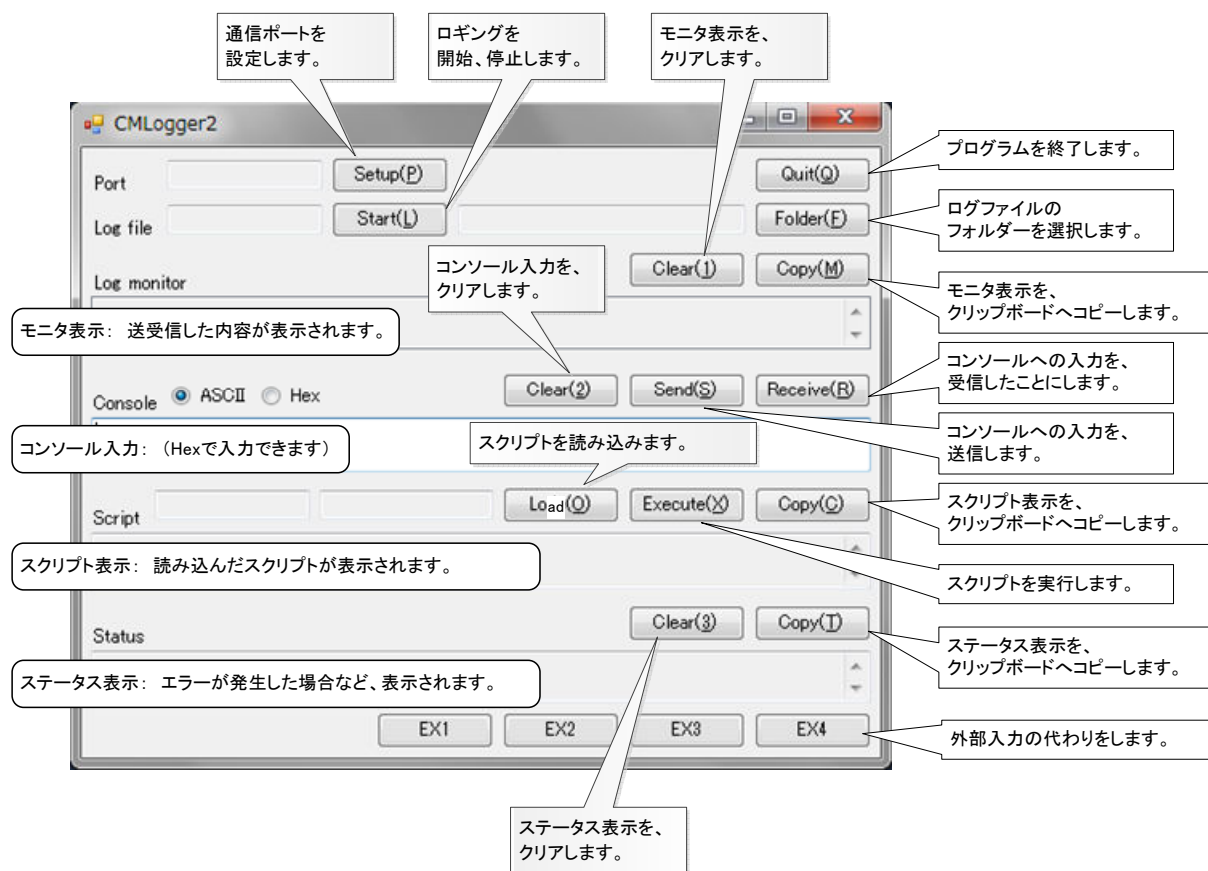 通信ポートを
設定します。
ロギングを
開始、停止します。
モニタ表示を、
クリアします。
CMLogger2
プログラムを終了します。
Port
Setup(P)
Quit(Q)
ログファイルの
フォルダーを選択します。
Log file
Start(L)
Folder(F)
コンソール入力を、
クリアします。
Log monitor
Clear(1)
Copy(M)
モニタ表示を、
クリップボードへコピーします。
モニタ表示: 送受信した内容が表示されます。
コンソールへの入力を、
受信したことにします。
Console ASCII Hex
Clear(2)
Send(S)
Receive(R)
コンソールへの入力を、
送信します。
コンソール入力: (Hexで入力できます)
スクリプトを読み込みます。
Script
Load(O)
Execute(X)
Copy(C)
スクリプト表示を、
クリップボードへコピーします。
スクリプト表示: 読み込んだスクリプトが表示されます。
スクリプトを実行します。
Status
Clear(3)
Copy(T)
ステータス表示を、
クリップボードへコピーします。
ステータス表示: エラーが発生した場合など、表示されます。
EX1
EX2
EX3
EX4
外部入力の代わりをします。
ステータス表示を、
クリアします。